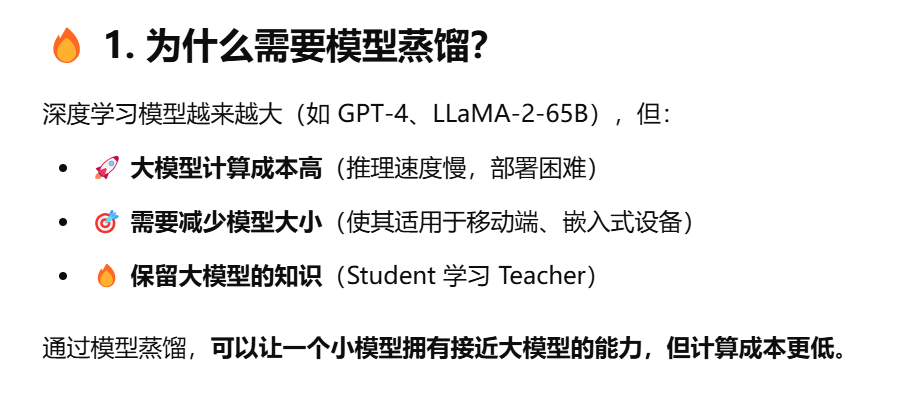 🔥 1. 为什么需要模型蒸馏？
深度学习模型越来越大（如 GPT-4、LLaMA-2-65B），但：
• 🚀 大模型计算成本高（推理速度慢，部署困难）
• 🎯 需要减少模型大小（使其适用于移动端、嵌入式设备）
• 🔥 保留大模型的知识（Student 学习 Teacher）
通过模型蒸馏，可以让一个小模型拥有接近大模型的能力，但计算成本更低。